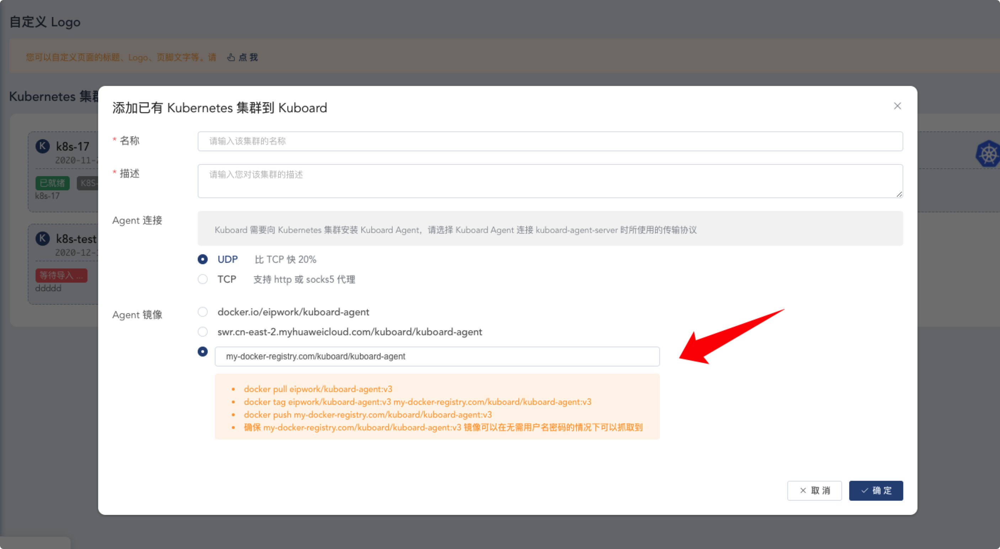 自定义 Logo
您可以自定义页面的标题、Logo、页脚文字等。请 点 我
Kubernetes 集群
添加已有 Kubernetes 集群到 Kuboard
* 名称 请输入该集群的名称
K k8s-17
2020-11-
* 描述 请输入您对该集群的描述
已就绪 K8S-
k8s-17
Agent 连接 Kuboard 需要向 Kubernetes 集群安装 Kuboard Agent，请选择 Kuboard Agent 连接 kuboard-agent-server 时所使用的传输协议
K k8s-test
2020-12-
UDP 比 TCP 快 20%
等待导入 ...
TCP 支持 http 或 socks5 代理
ddddd
Agent 镜像 docker.io/eipwork/kuboard-agent
swr.cn-east-2.myhuaweicloud.com/kuboard/kuboard-agent
my-docker-registry.com/kuboard/kuboard-agent
• docker pull eipwork/kuboard-agent:v3
• docker tag eipwork/kuboard-agent:v3 my-docker-registry.com/kuboard/kuboard-agent:v3
• docker push my-docker-registry.com/kuboard/kuboard-agent:v3
• 确保 my-docker-registry.com/kuboard/kuboard-agent:v3 镜像可以在无需用户名密码的情况下可以抓取到
取 消
确 定